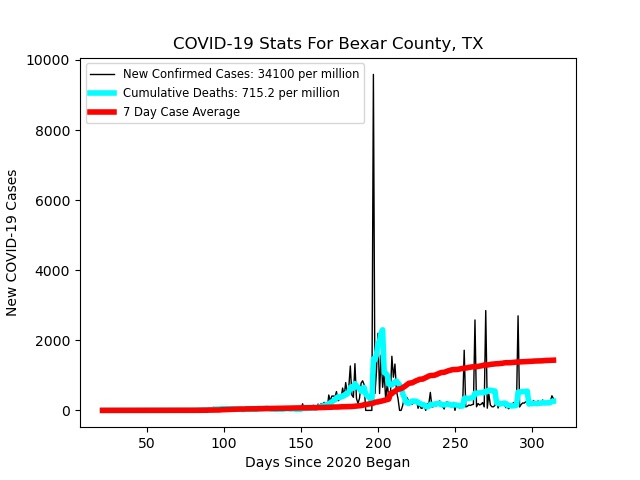 COVID-19 Stats For Bexar County, TX
New Confirmed Cases: 34100 per million
Cumulative Deaths: 715.2 per million
7 Day Case Average
10000
8000
6000
4000
2000
0
New COVID-19 Cases
50 100 150 200 250 300
Days Since 2020 Began